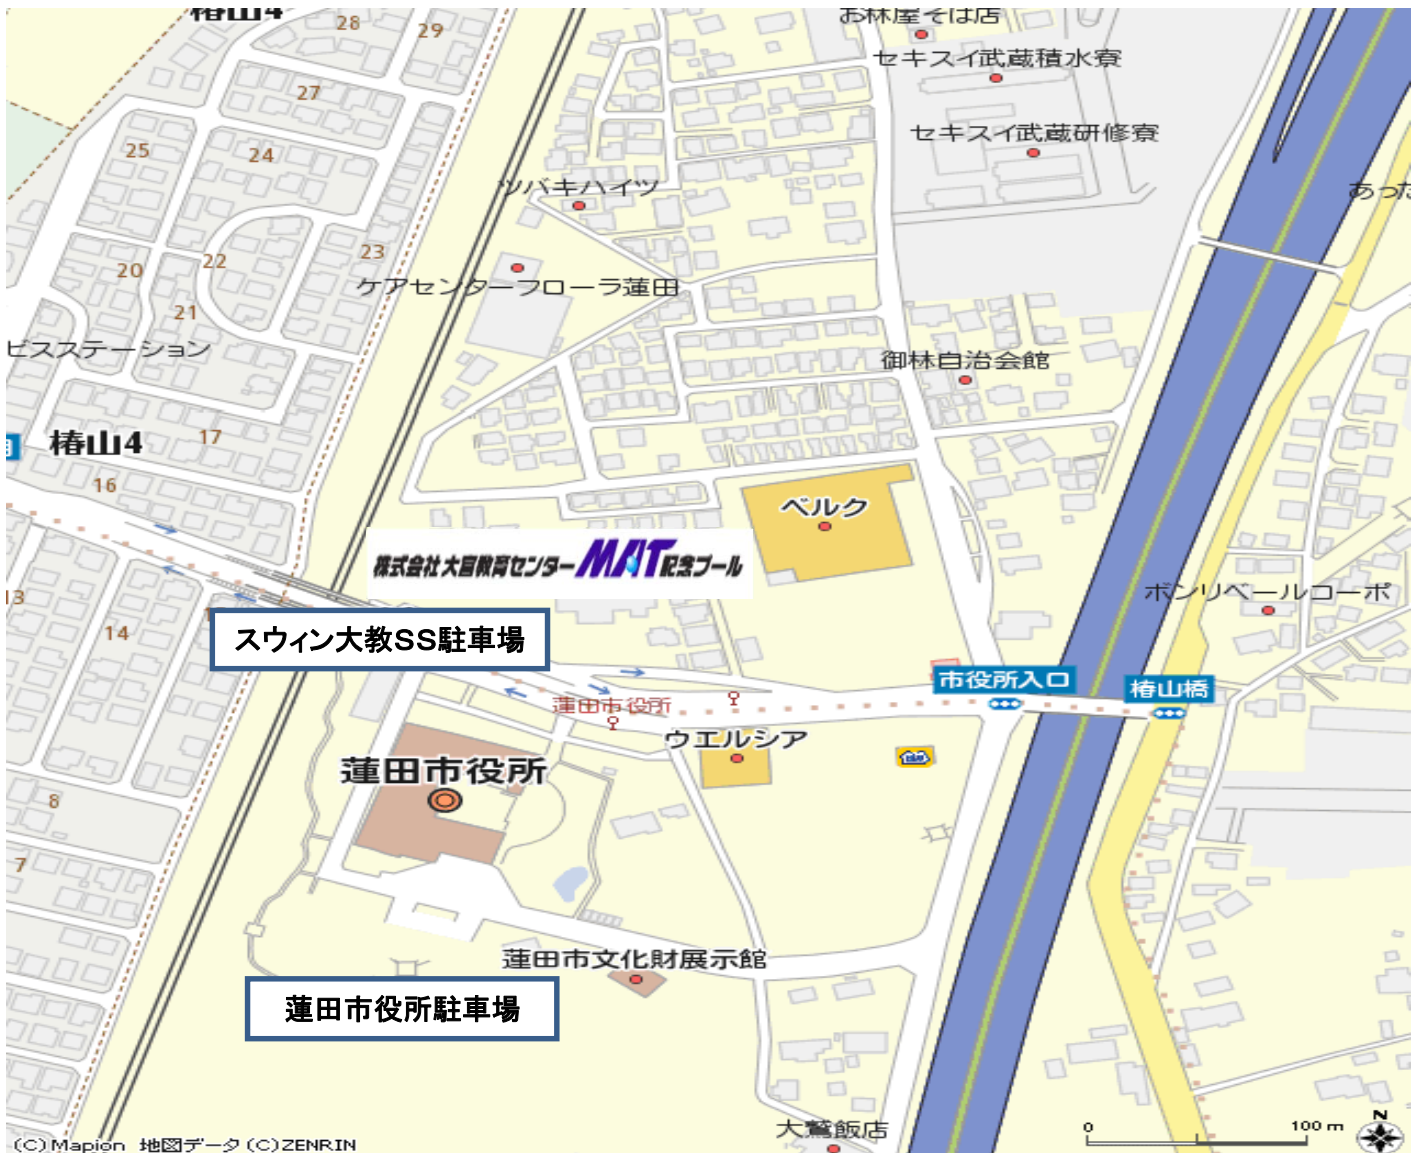 椿山4
お林屋そば店
28
29
セキスイ武蔵積水寮
27
セキスイ武蔵研修寮
25
24
ツバキハイツ
あった
23
22
20
ケアセンターフローラ蓮田
21
ビスステーション
御林自治会館
17
椿山4
目
16
ベルク
株式会社 大宮教育センター MAT 記念プール
ボンリベールコーポ
13
14
スウィン大教SS駐車場
市役所入口
椿山橋
蓮田市役所
ウエルシア
蓮田市役所
8
7
蓮田市文化財展示館
蓮田市役所駐車場
大鷲飯店
0
100 m
N
(C)Mapion 地図データ (C)ZENRIN